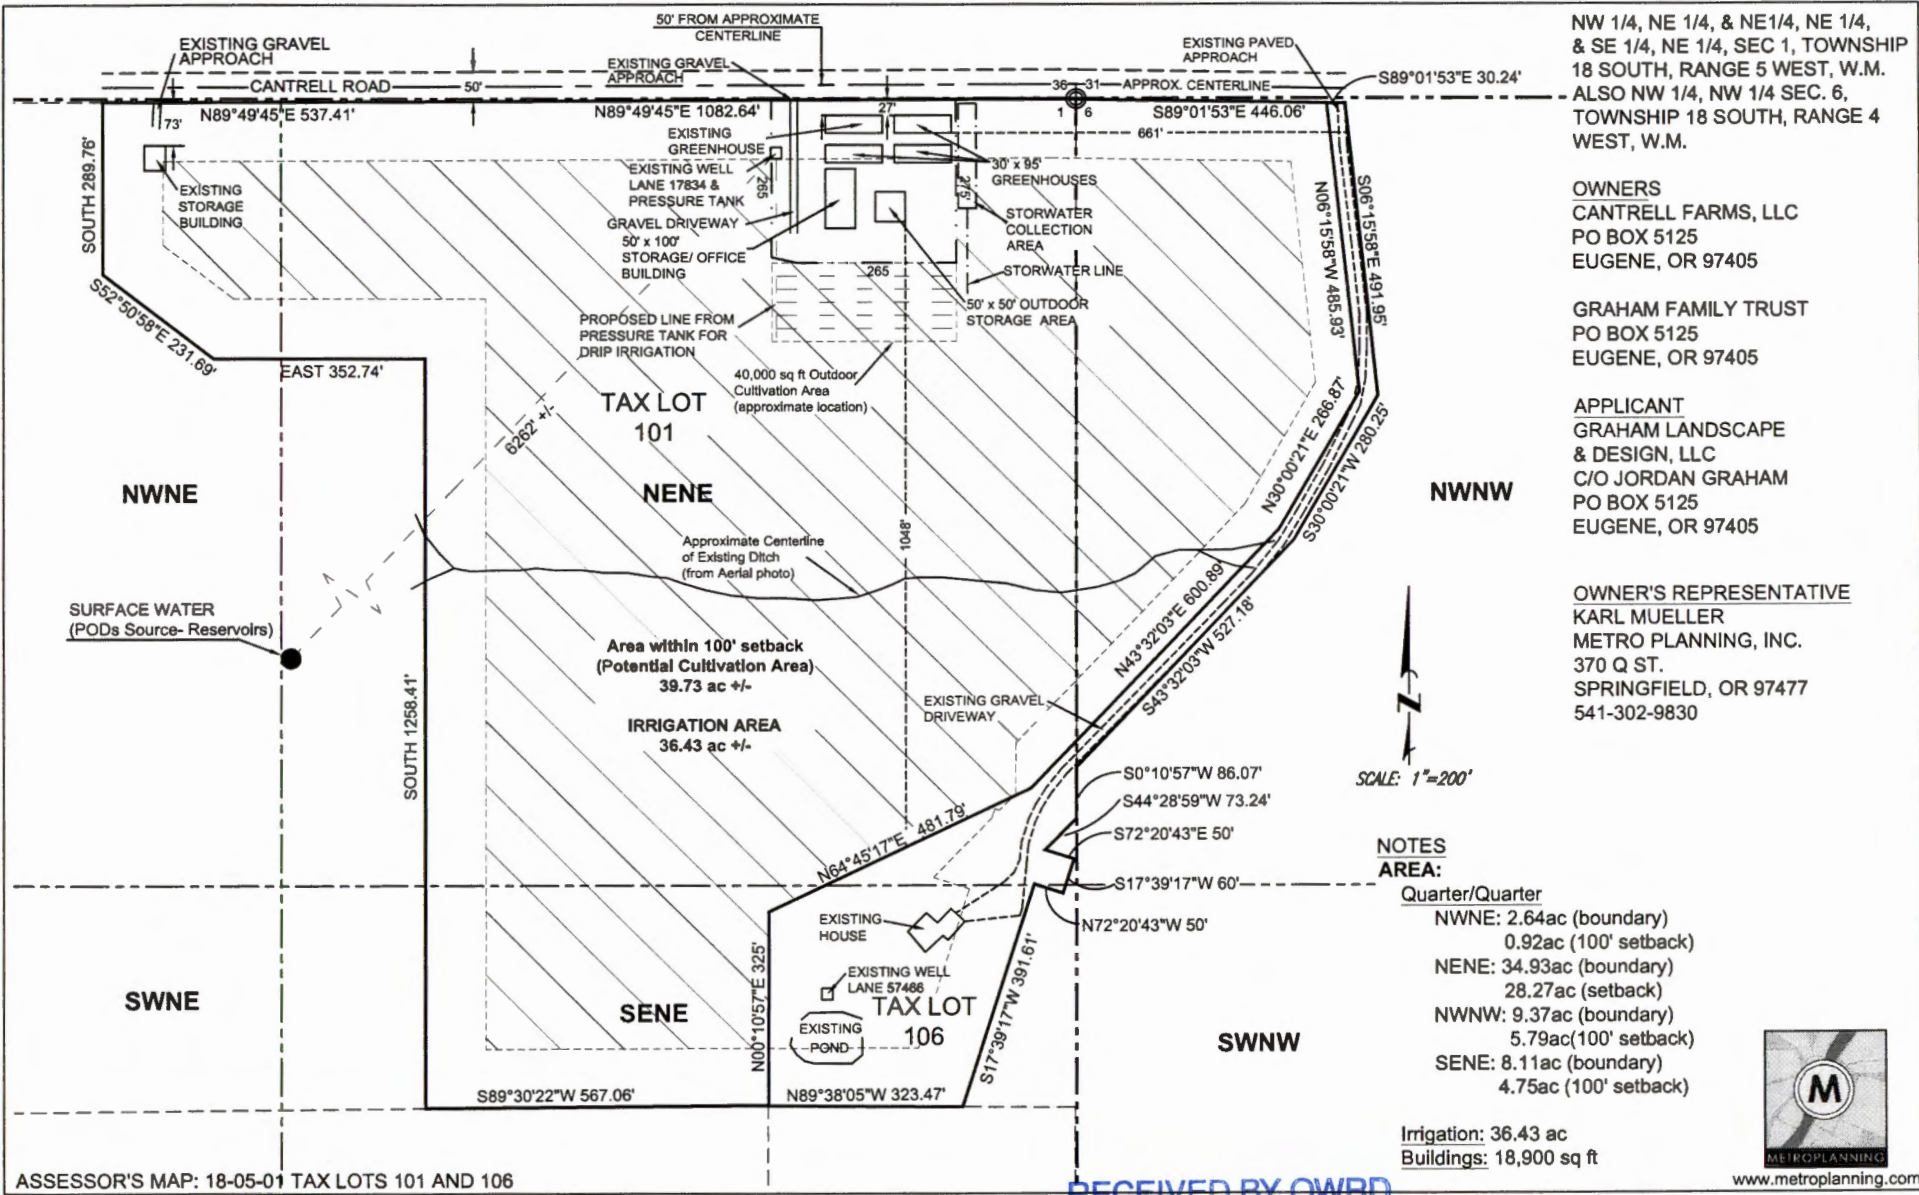 50' FROM APPROXIMATE
CENTERLINE
EXISTING GRAVEL
APPROACH
EXISTING GRAVEL
APPROACH
EXISTING PAVED
APPROACH
S89°01'53"E 30.24'
CANTRELL ROAD
50'
36
31
APPROX. CENTERLINE
1
6
N89°49'45"E 537.41'
N89°49'45"E 1082.64'
27'
S89°01'53"E 446.06'
661'
73'
SOUTH 289.76'
EXISTING
STORAGE
BUILDING
EXISTING
GREENHOUSE
EXISTING WELL
LANE 17834 &
PRESSURE TANK
265
GRAVEL DRIVEWAY
50' x 100'
STORAGE/ OFFICE
BUILDING
30' x 95'
GREENHOUSES
275'
STORWATER
COLLECTION
AREA
STORWATER LINE
265
50' x 50' OUTDOOR
STORAGE AREA
N06°15'58"W 485.93'
S06°15'58"E 491.95'
S52°50'58"E 231.69'
EAST 352.74'
PROPOSED LINE FROM
PRESSURE TANK FOR
DRIP IRRIGATION
40,000 sq ft Outdoor
Cultivation Area
(approximate location)
TAX LOT
101
6262' +/-
N30°00'21"E 266.87'
S30°00'21"W 280.25'
NWNE
NENE
NWNW
1048'
Approximate Centerline
of Existing Ditch
(from Aerial photo)
SURFACE WATER
(PODs Source- Reservoirs)
Area within 100' setback
(Potential Cultivation Area)
39.73 ac +/-
IRRIGATION AREA
36.43 ac +/-
SOUTH 1258.41'
N43°32'03"E 600.89'
S43°32'03"W 527.18'
EXISTING GRAVEL
DRIVEWAY
S0°10'57"W 86.07'
S44°28'59"W 73.24'
S72°20'43"E 50'
S17°39'17"W 60'
N72°20'43"W 50'
N64°45'17"E 481.79'
EXISTING
HOUSE
EXISTING WELL
LANE 57466
N00°10'57"E 325'
S17°39'17"W 391.61'
TAX LOT
106
EXISTING
POND
SWNE
SENE
SWNW
S89°30'22"W 567.06'
N89°38'05"W 323.47'
ASSESSOR'S MAP: 18-05-01 TAX LOTS 101 AND 106
NW 1/4, NE 1/4, & NE1/4, NE 1/4,
& SE 1/4, NE 1/4, SEC 1, TOWNSHIP
18 SOUTH, RANGE 5 WEST, W.M.
ALSO NW 1/4, NW 1/4 SEC. 6,
TOWNSHIP 18 SOUTH, RANGE 4
WEST, W.M.
OWNERS
CANTRELL FARMS, LLC
PO BOX 5125
EUGENE, OR 97405
GRAHAM FAMILY TRUST
PO BOX 5125
EUGENE, OR 97405
APPLICANT
GRAHAM LANDSCAPE
& DESIGN, LLC
C/O JORDAN GRAHAM
PO BOX 5125
EUGENE, OR 97405
OWNER'S REPRESENTATIVE
KARL MUELLER
METRO PLANNING, INC.
370 Q ST.
SPRINGFIELD, OR 97477
541-302-9830
Z
SCALE: 1"=200'
NOTES
AREA:
Quarter/Quarter
NWNE: 2.64ac (boundary)
0.92ac (100' setback)
NENE: 34.93ac (boundary)
28.27ac (setback)
NWNW: 9.37ac (boundary)
5.79ac(100' setback)
SENE: 8.11ac (boundary)
4.75ac (100' setback)
Irrigation: 36.43 ac
Buildings: 18,900 sq ft
M
METROPLANNING
www.metroplanning.com
RECEIVED BY OWRD